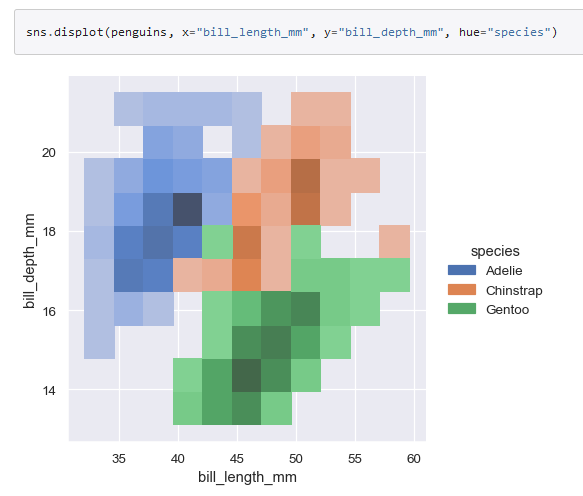 sns.displot(penguins, x="bill_length_mm", y="bill_depth_mm", hue="species")
20
18
16
14
bill_depth_mm
35 40 45 50 55 60
bill_length_mm
species
Adelie
Chinstrap
Gentoo